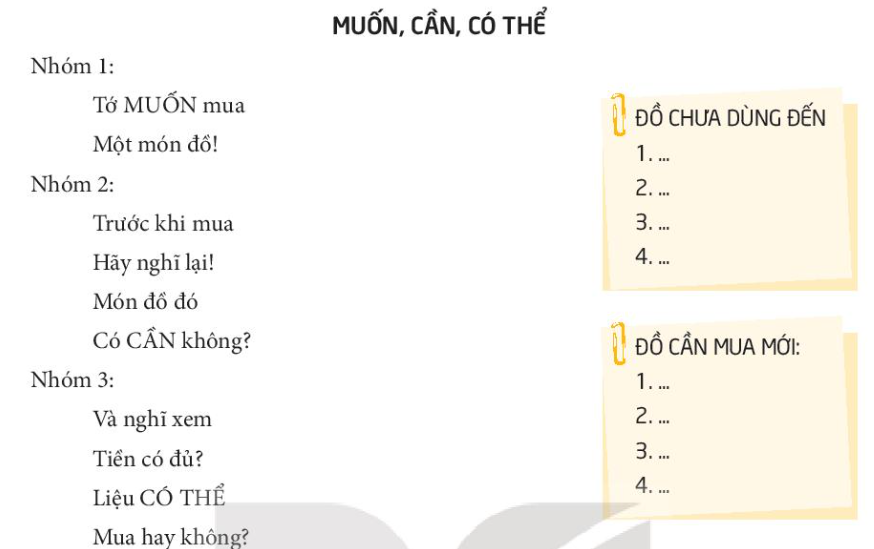 MUỐN, CẦN, CÓ THỂ
Nhóm 1:
Tớ MUỐN mua
Một món đồ!
Nhóm 2:
Trước khi mua
Hãy nghĩ lại!
Món đồ đó
Có CẦN không?
Nhóm 3:
Và nghĩ xem
Tiền có đủ?
Liệu CÓ THỂ
Mua hay không?
ĐỒ CHƯA DÙNG ĐẾN
1. ...
2. ...
3. ...
4. ...
ĐỒ CẦN MUA MỚI:
1. ...
2. ...
3. ...
4. ...